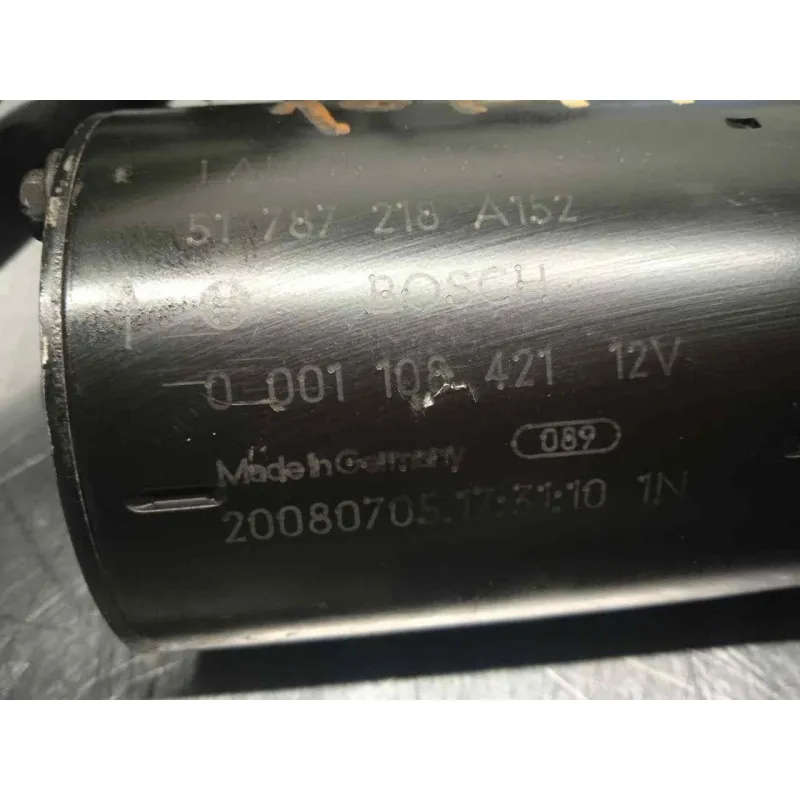 51 787 218 A152
BOSCH
0 001 108 421 12V
089
Made in Germany
20080705.17:31:10 1N